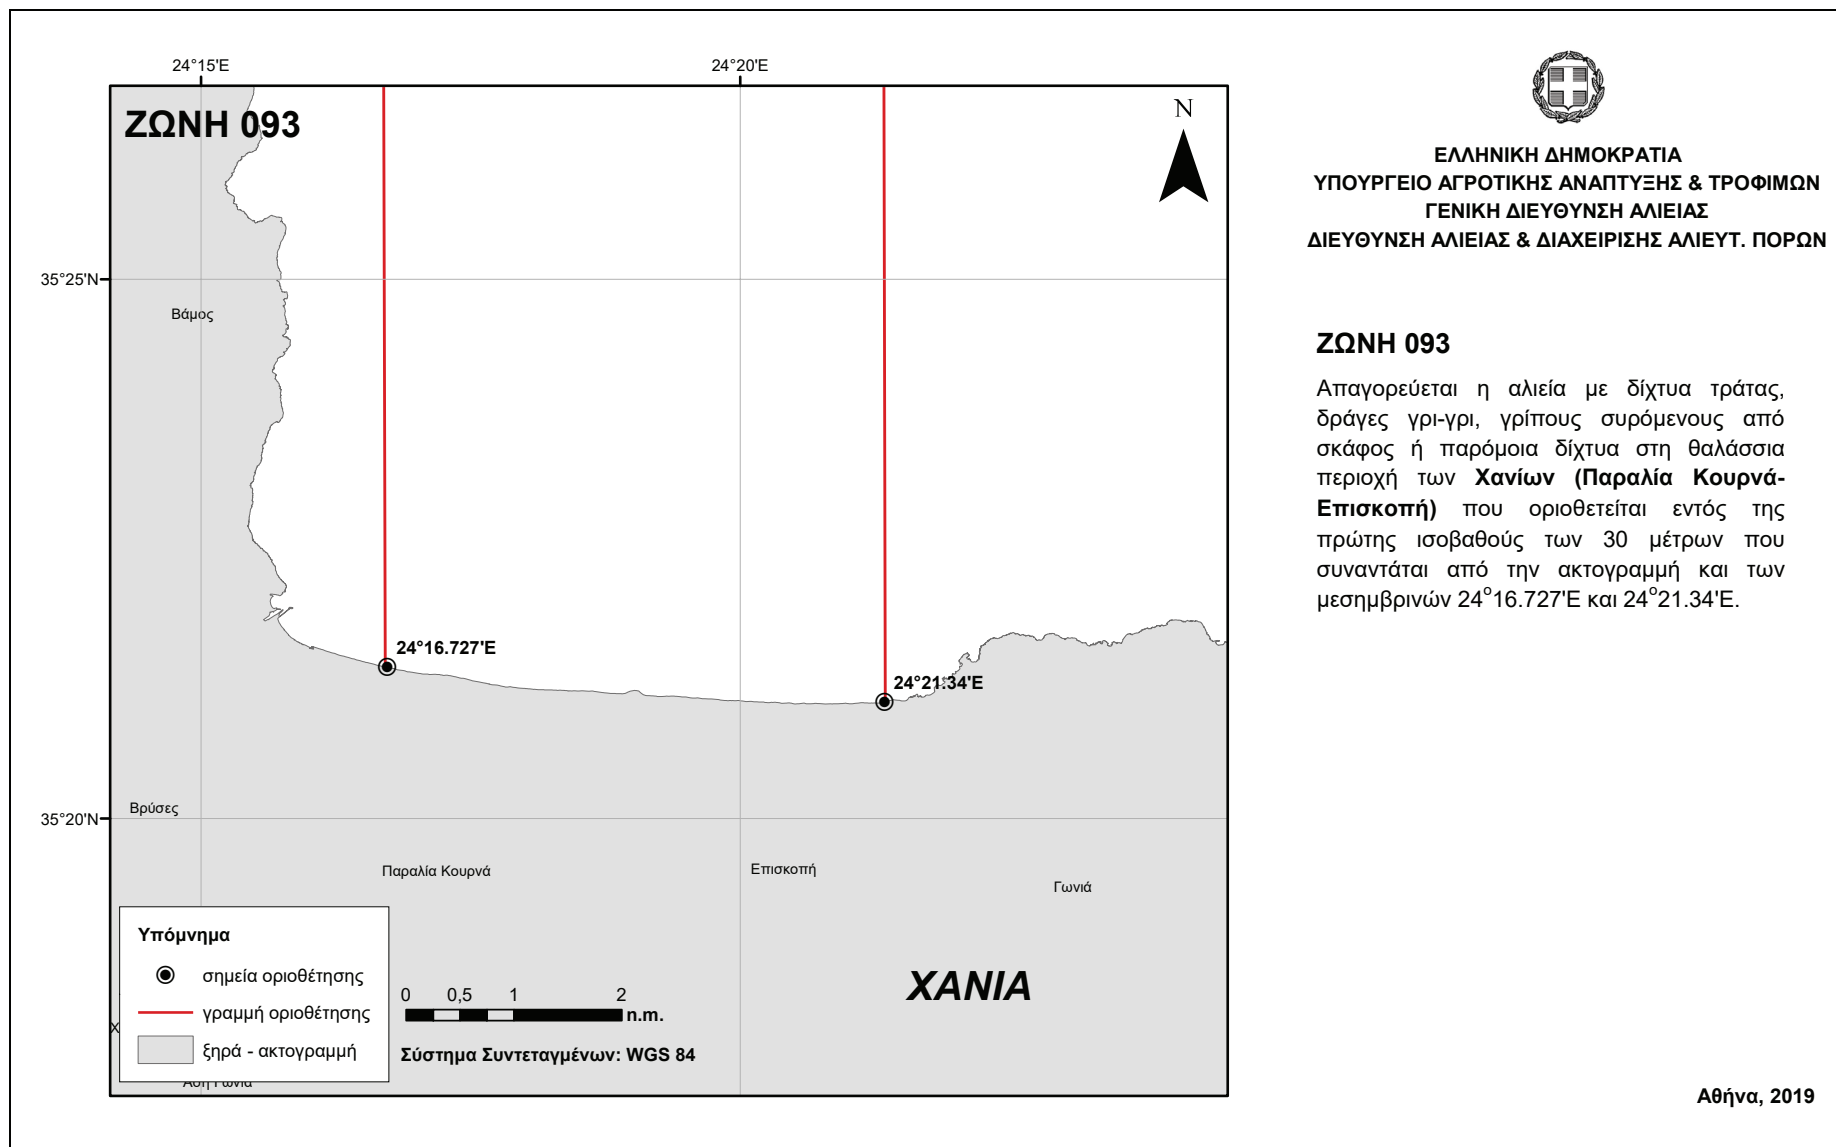 24°15'E
24°20'E
ΖΩΝΗ 093
N
35°25'N
Βάμος
24°16.727'E
24°21.34'E
35°20'N
Βρύσες
Παραλία Κουρνά
Επισκοπή
Γωνιά
ΧΑΝΙΑ
Υπόμνημα
σημεία οριοθέτησης
γραμμή οριοθέτησης
ξηρά - ακτογραμμή
0 0,5 1 2
n.m.
Σύστημα Συντεταγμένων: WGS 84
ΕΛΛΗΝΙΚΗ ΔΗΜΟΚΡΑΤΙΑ
ΥΠΟΥΡΓΕΙΟ ΑΓΡΟΤΙΚΗΣ ΑΝΑΠΤΥΞΗΣ & ΤΡΟΦΙΜΩΝ
ΓΕΝΙΚΗ ΔΙΕΥΘΥΝΣΗ ΑΛΙΕΙΑΣ
ΔΙΕΥΘΥΝΣΗ ΑΛΙΕΙΑΣ & ΔΙΑΧΕΙΡΙΣΗΣ ΑΛΙΕΥΤ. ΠΟΡΩΝ
ΖΩΝΗ 093
Απαγορεύεται η αλιεία με δίχτυα τράτας,
δράγες γρι-γρι, γρίπους συρόμενους από
σκάφος ή παρόμοια δίχτυα στη θαλάσσια
περιοχή των Χανίων (Παραλία Κουρνά-
Επισκοπή) που οριοθετείται εντός της
πρώτης ισοβαθούς των 30 μέτρων που
συναντάται από την ακτογραμμή και των
μεσημβρινών 24°16.727'E και 24°21.34'E.
Αθήνα, 2019